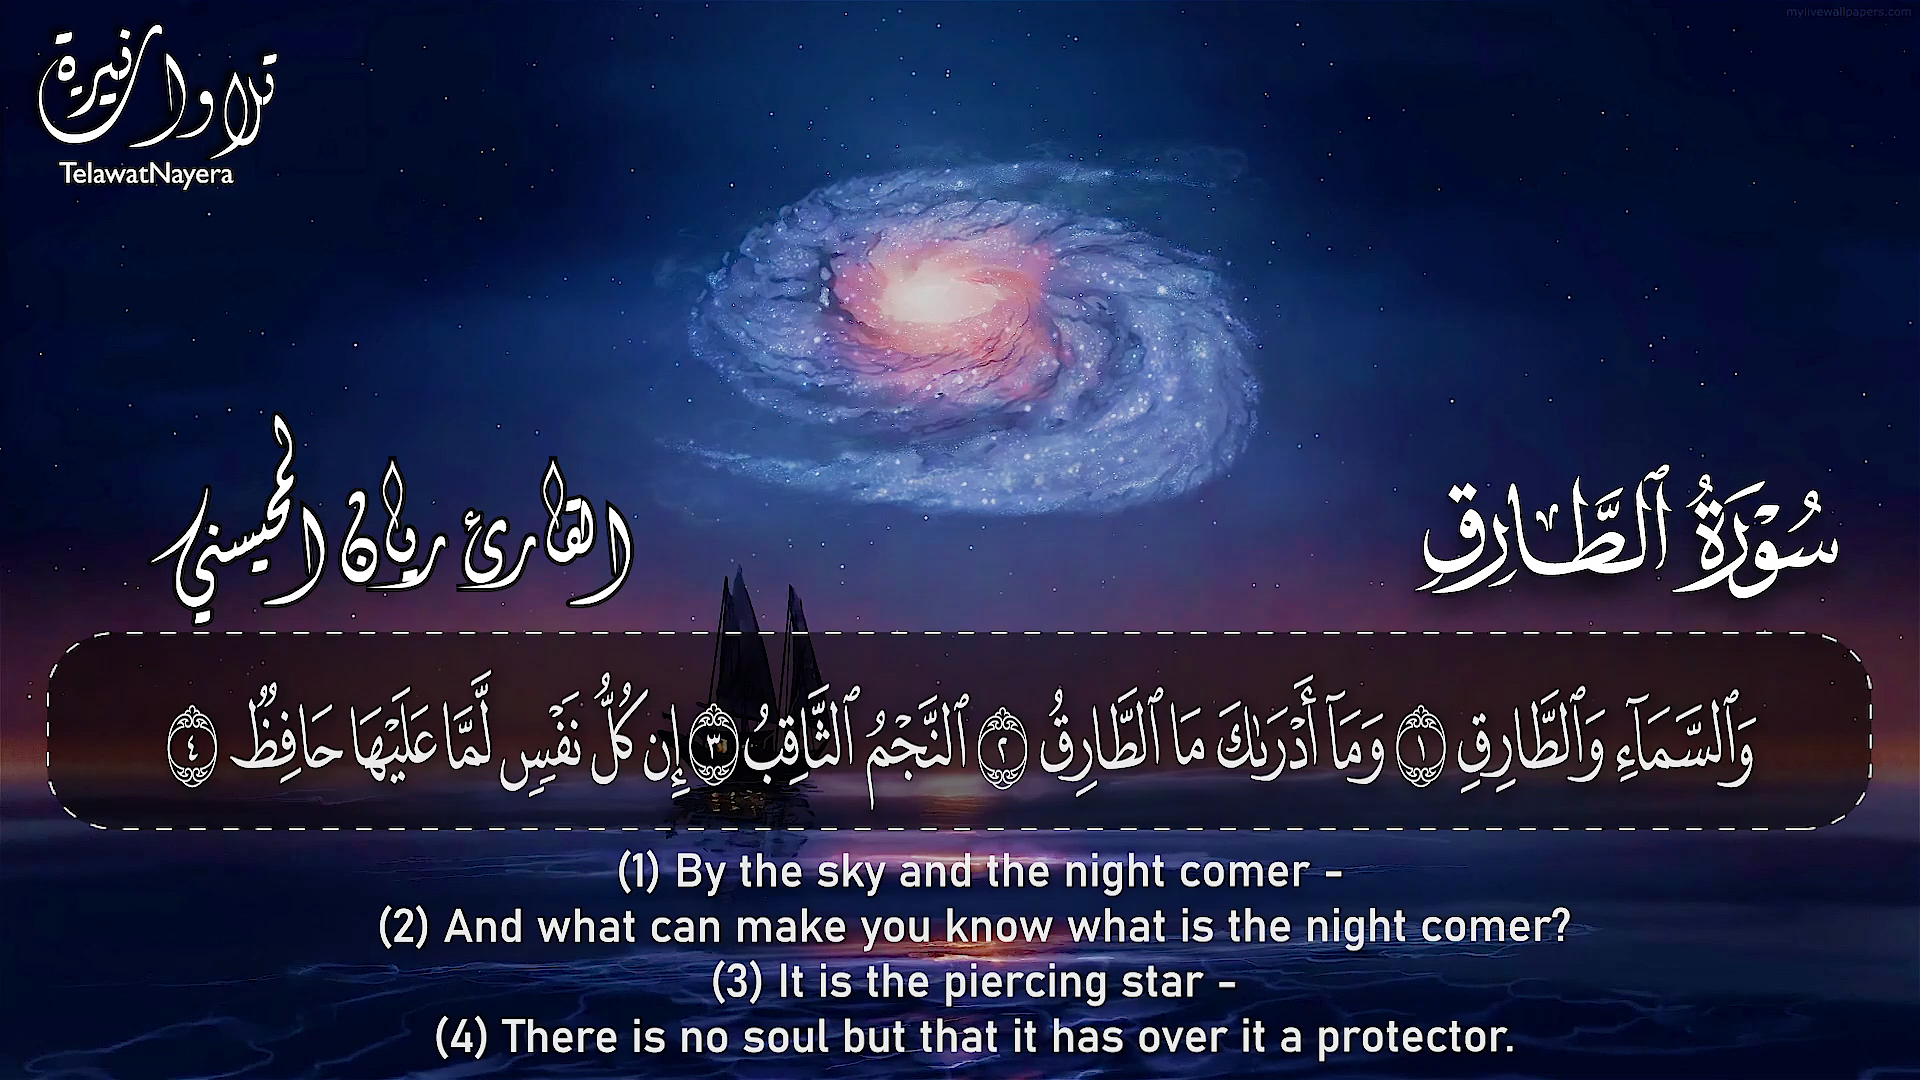 mylivewallpapers.com
تلاوات نيرة
TelawatNayera
سُورَةُ ٱلطَّارِقِ
القارئ ريان المحيسني
وَٱلسَّمَآءِ وَٱلطَّارِقِ ١ وَمَآ أَدْرَىٰكَ مَا ٱلطَّارِقُ ٢ ٱلنَّجْمُ ٱلثَّاقِبُ ٣ إِن كُلُّ نَفْسٍ لَّمَّا عَلَيْهَا حَافِظٌ ٤
(1) By the sky and the night comer -
(2) And what can make you know what is the night comer?
(3) It is the piercing star -
(4) There is no soul but that it has over it a protector.